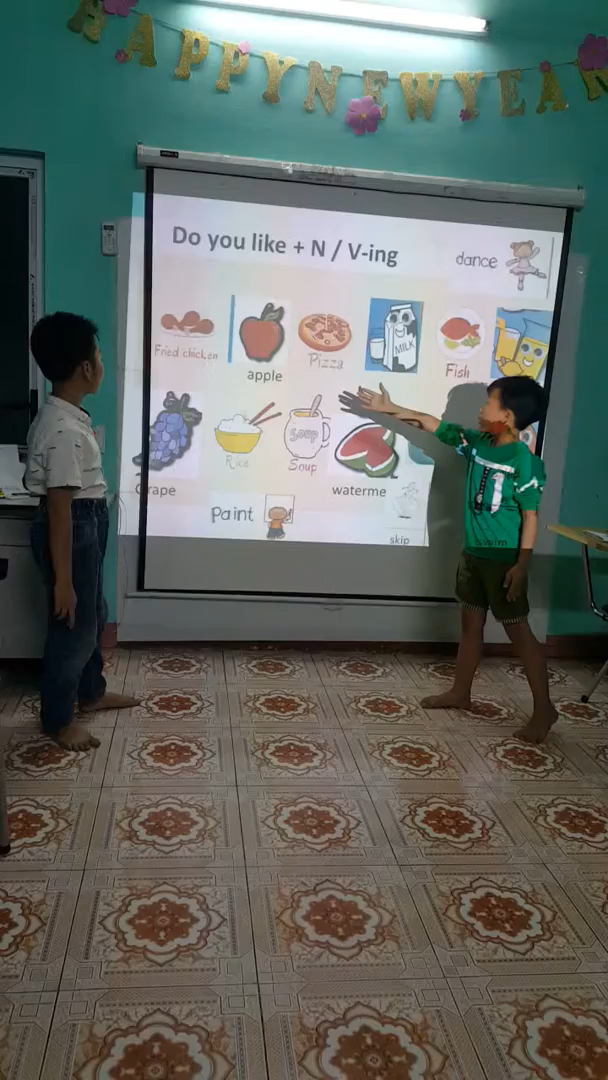 HAPPY NEW YEAR
Do you like + N / V-ing
dance
Fried chicken
apple
Pizza
MILK
Fish
Grape
Rice
Soup
Soup
waterme
Paint
skip
swim